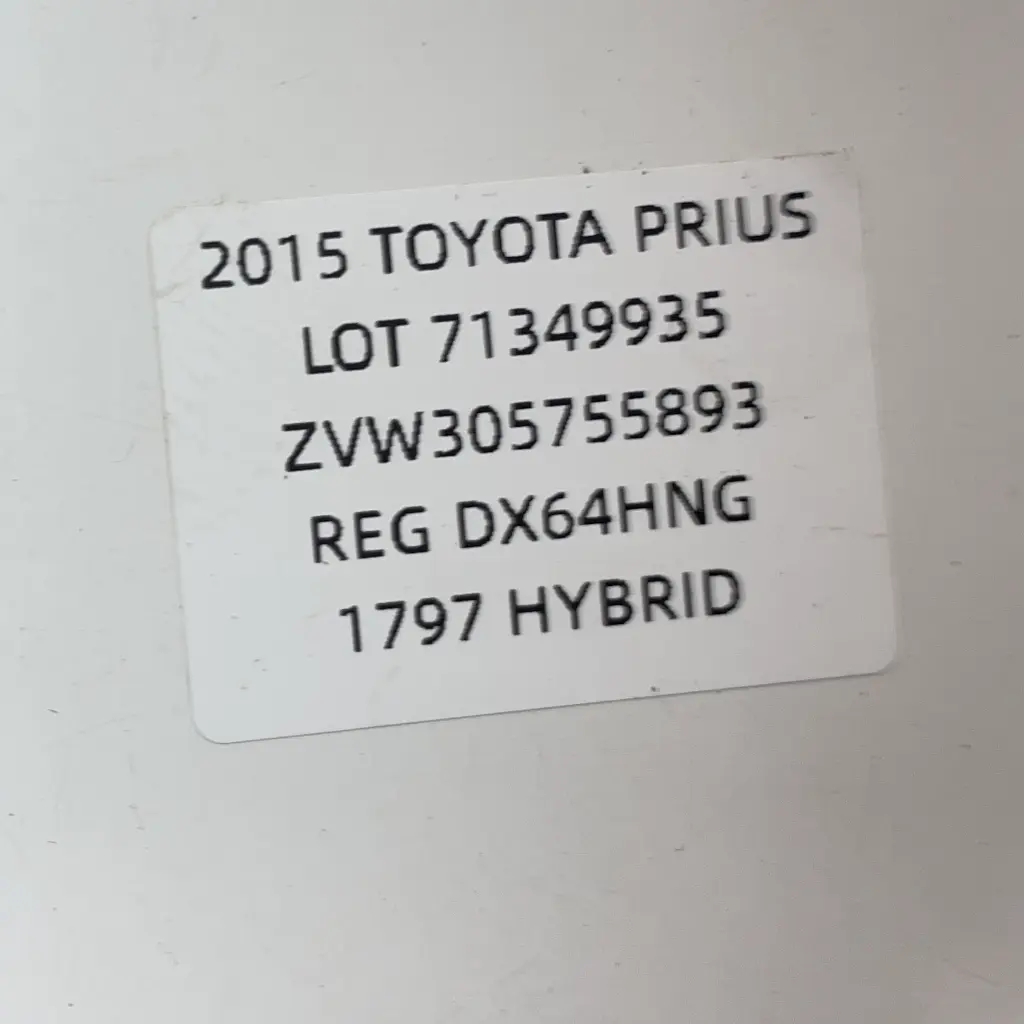 2015 TOYOTA PRIUS
LOT 71349935
ZVW305755893
REG DX64HNG
1797 HYBRID